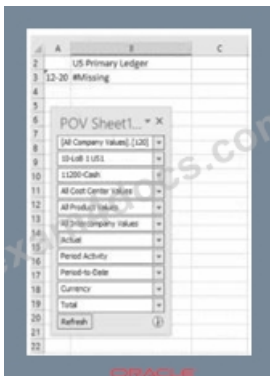 A B C
2 US Primary Ledger
3 12-20 #Missing
4
5
6
7 POV Sheet1...
8 [All Company Values].[120]
9 10-LoB 1 US1
10 11200-Cash
11 All Cost Center Values
12 All Product Values
13 All Intercompany Values
14 Actual
15 Period Activity
16 Period-to-Date
17 Currency
18 Total
19
20 Refresh
21
22
ORACLE